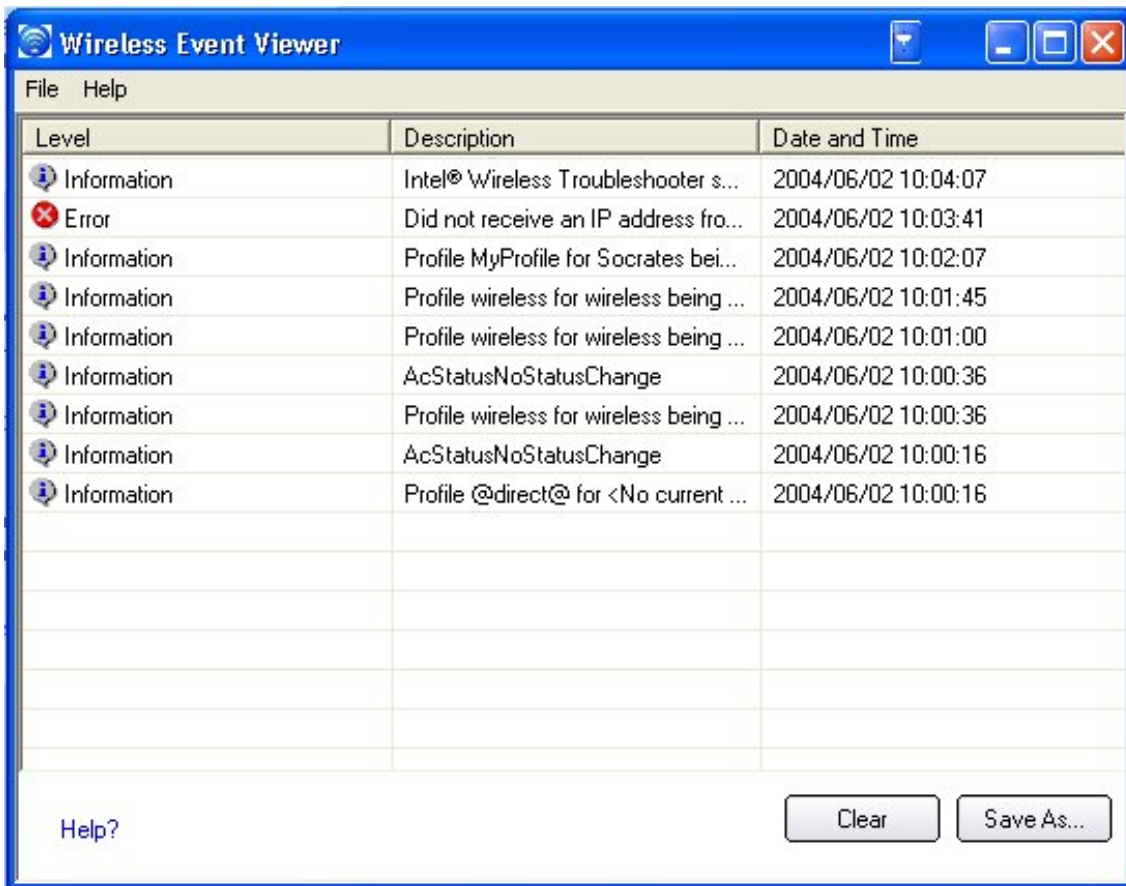 Wireless Event Viewer
File Help
Level Description Date and Time
Information Intel® Wireless Troubleshooter s... 2004/06/02 10:04:07
Error Did not receive an IP address fro... 2004/06/02 10:03:41
Information Profile MyProfile for Socrates bei... 2004/06/02 10:02:07
Information Profile wireless for wireless being ... 2004/06/02 10:01:45
Information Profile wireless for wireless being ... 2004/06/02 10:01:00
Information AcStatusNoStatusChange 2004/06/02 10:00:36
Information Profile wireless for wireless being ... 2004/06/02 10:00:36
Information AcStatusNoStatusChange 2004/06/02 10:00:16
Information Profile @direct@ for <No current ... 2004/06/02 10:00:16
Help? Clear Save As...